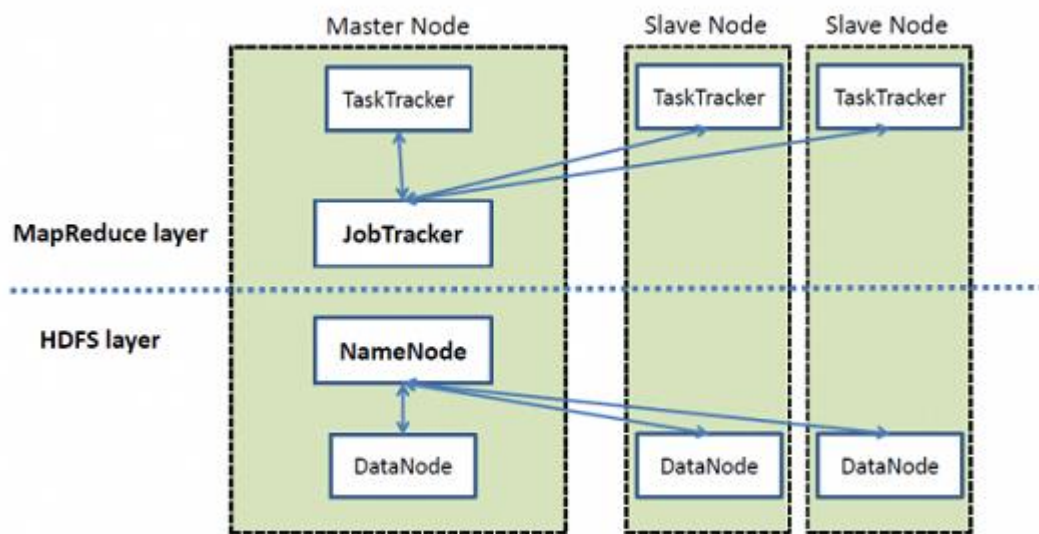 Master Node
Slave Node
Slave Node
TaskTracker
TaskTracker
TaskTracker
MapReduce layer
JobTracker
HDFS layer
NameNode
DataNode
DataNode
DataNode